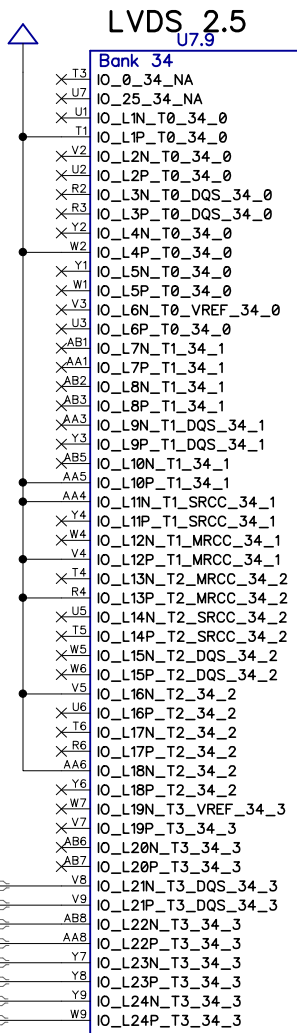 LVDS 2.5
U7.9
Bank 34
T3 IO_0_34_NA
U7 IO_25_34_NA
U1 IO_L1N_T0_34_0
T1 IO_L1P_T0_34_0
V2 IO_L2N_T0_34_0
U2 IO_L2P_T0_34_0
R2 IO_L3N_T0_DQS_34_0
R3 IO_L3P_T0_DQS_34_0
Y2 IO_L4N_T0_34_0
W2 IO_L4P_T0_34_0
Y1 IO_L5N_T0_34_0
W1 IO_L5P_T0_34_0
V3 IO_L6N_T0_VREF_34_0
U3 IO_L6P_T0_34_0
AB1 IO_L7N_T1_34_1
AA1 IO_L7P_T1_34_1
AB2 IO_L8N_T1_34_1
AB3 IO_L8P_T1_34_1
AA3 IO_L9N_T1_DQS_34_1
Y3 IO_L9P_T1_DQS_34_1
AB5 IO_L10N_T1_34_1
AA5 IO_L10P_T1_34_1
AA4 IO_L11N_T1_SRCC_34_1
Y4 IO_L11P_T1_SRCC_34_1
W4 IO_L12N_T1_MRCC_34_1
V4 IO_L12P_T1_MRCC_34_1
T4 IO_L13N_T2_MRCC_34_2
R4 IO_L13P_T2_MRCC_34_2
U5 IO_L14N_T2_SRCC_34_2
T5 IO_L14P_T2_SRCC_34_2
W5 IO_L15N_T2_DQS_34_2
W6 IO_L15P_T2_DQS_34_2
V5 IO_L16N_T2_34_2
U6 IO_L16P_T2_34_2
T6 IO_L17N_T2_34_2
R6 IO_L17P_T2_34_2
AA6 IO_L18N_T2_34_2
Y6 IO_L18P_T2_34_2
W7 IO_L19N_T3_VREF_34_3
V7 IO_L19P_T3_34_3
AB6 IO_L20N_T3_34_3
AB7 IO_L20P_T3_34_3
V8 IO_L21N_T3_DQS_34_3
V9 IO_L21P_T3_DQS_34_3
AB8 IO_L22N_T3_34_3
AA8 IO_L22P_T3_34_3
Y7 IO_L23N_T3_34_3
Y8 IO_L23P_T3_34_3
Y9 IO_L24N_T3_34_3
W9 IO_L24P_T3_34_3